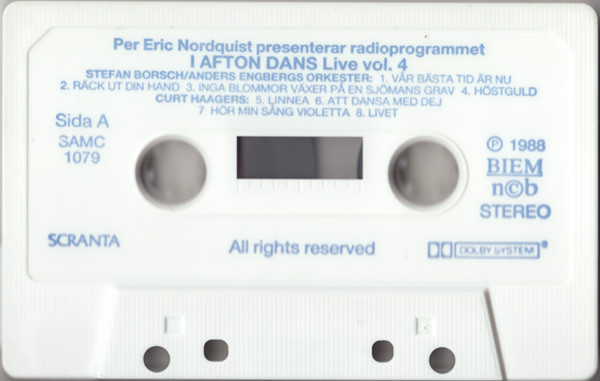 Per Eric Nordquist presenterar radioprogrammet
I AFTON DANS Live vol. 4
STEFAN BORSCH/ANDERS ENGBERGS ORKESTER: 1. VÅR BÄSTA TID ÄR NU
2. RÄCK UT DIN HAND 3. INGA BLOMMOR VÄXER PÅ EN SJÖMANS GRAV 4. HÖSTGULD
CURT HAAGERS: 5. LINNEA 6. ATT DANSA MED DEJ
7 HÖR MIN SÅNG VIOLETTA 8. LIVET
Sida A
SAMC
1079
℗ 1988
BIEM
n©b
STEREO
SCRANTA
All rights reserved
DOLBY SYSTEM®